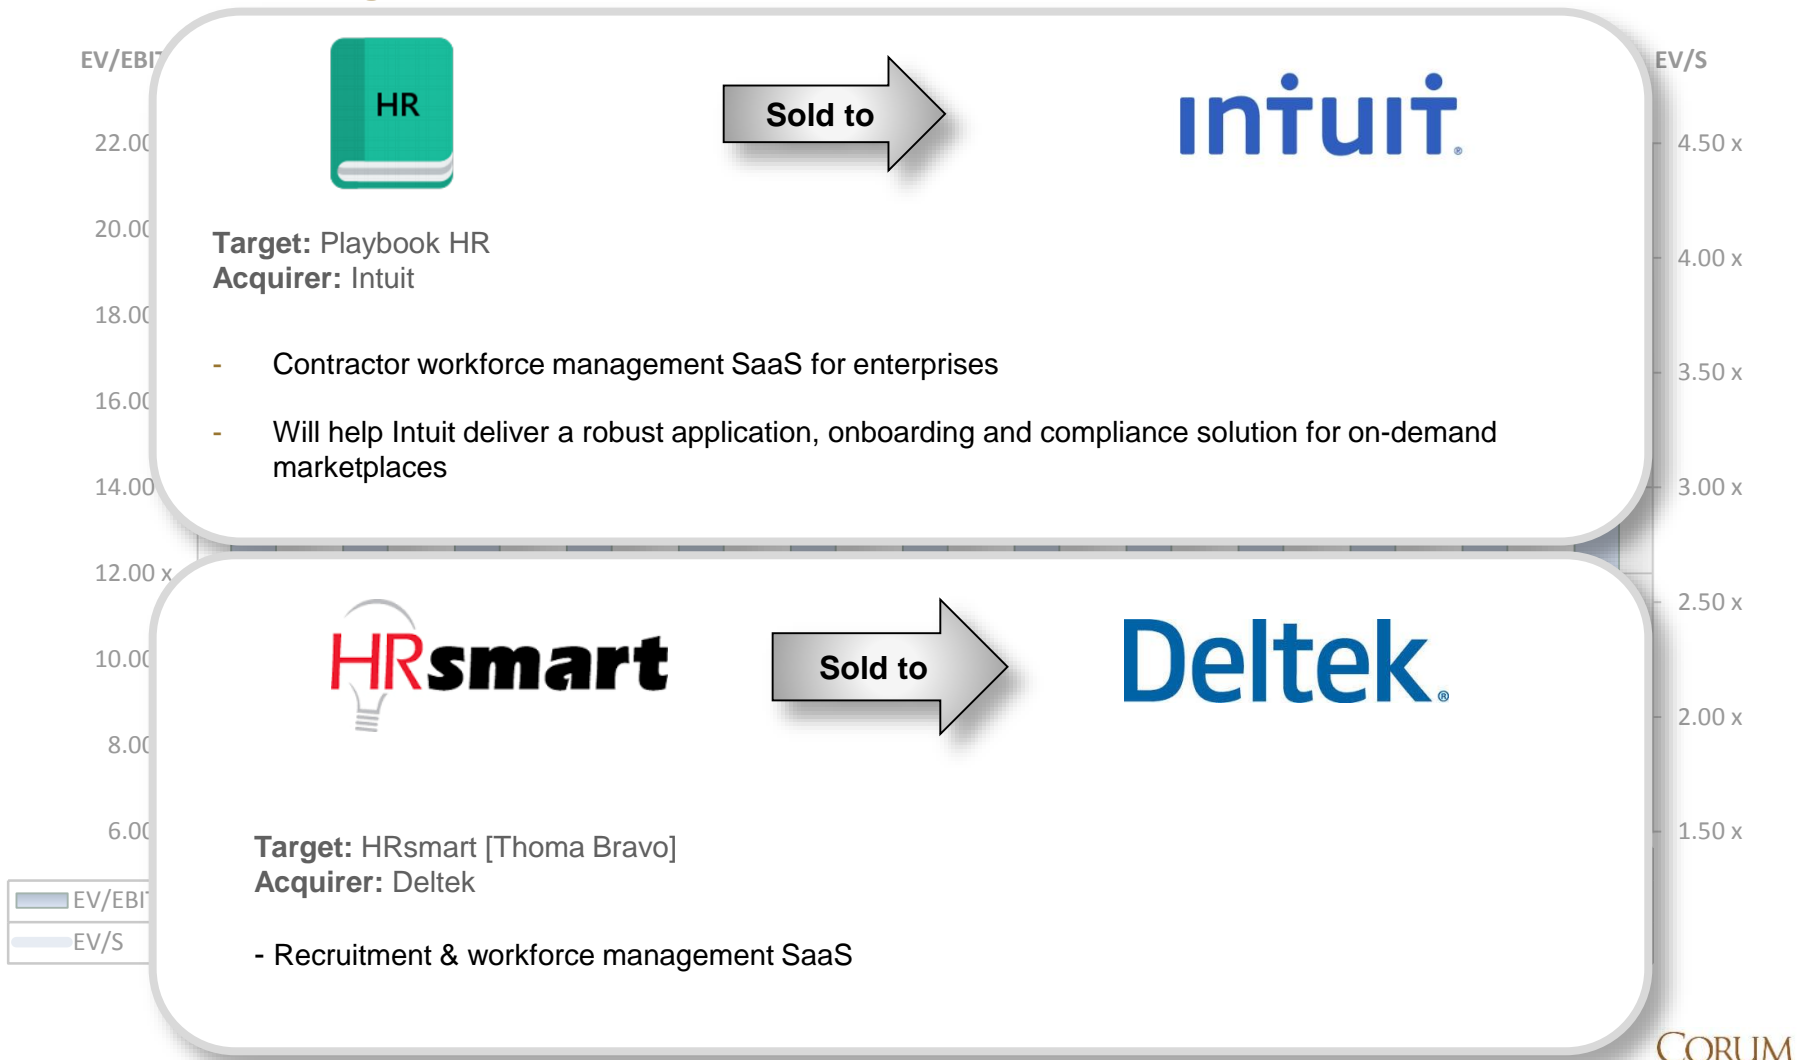 EV/EBIT
EV/S
HR
Sold to
intuit®
22.00
4.50 x
20.00
Target: Playbook HR
Acquirer: Intuit
4.00 x
18.00
- Contractor workforce management SaaS for enterprises
3.50 x
16.00
- Will help Intuit deliver a robust application, onboarding and compliance solution for on-demand
marketplaces
14.00
3.00 x
12.00 x
2.50 x
HRsmart
Sold to
Deltek®
10.00
2.00 x
8.00
6.00
1.50 x
Target: HRsmart [Thoma Bravo]
Acquirer: Deltek
EV/EBIT
EV/S
- Recruitment & workforce management SaaS
CORUM